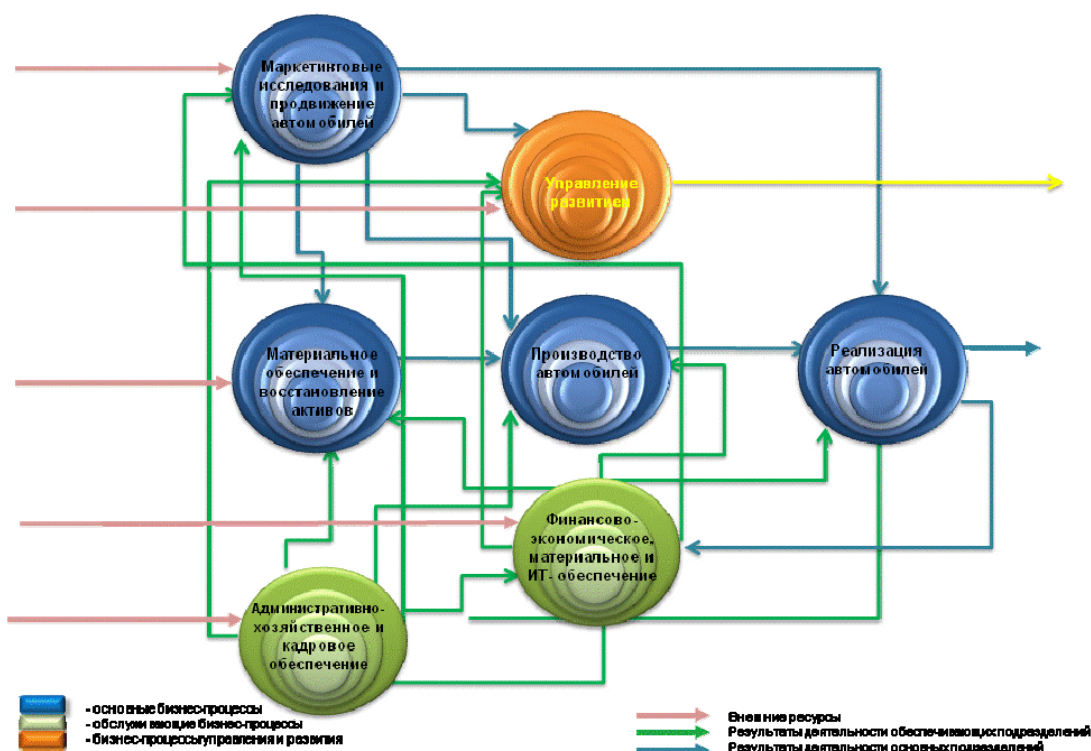 Маркетинговые
исследования и
продвижение
автомобилей
Управление
развитием
Материальное
обеспечение и
восстановление
активов
Производство
автомобилей
Реализация
автомобилей
Финансово-
экономическое,
материальное и
ИТ- обеспечение
Административно-
хозяйственное и
кадровое
обеспечение
- основные бизнес-процессы
- обслуживающие бизнес-процессы
- бизнес-процессы управления и развития
Внешние ресурсы
Результаты деятельности обеспечивающих подразделений
Результаты деятельности основных подразделений